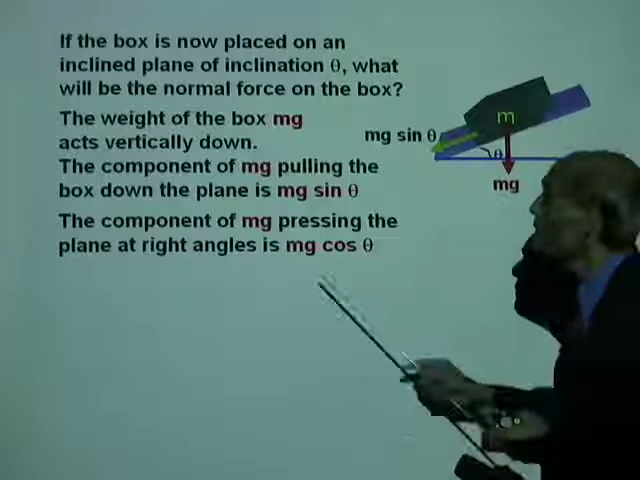 If the box is now placed on an
inclined plane of inclination θ, what
will be the normal force on the box?
The weight of the box mg
acts vertically down.
The component of mg pulling the
box down the plane is mg sin θ
The component of mg pressing the
plane at right angles is mg cos θ
m
mg sin θ
θ
mg